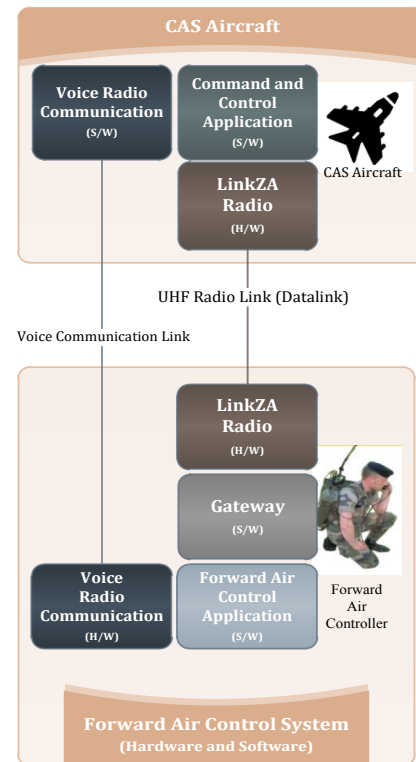 CAS Aircraft
Voice Radio
Communication
(S/W)
Command and
Control
Application
(S/W)
CAS Aircraft
LinkZA
Radio
(H/W)
UHF Radio Link (Datalink)
Voice Communication Link
LinkZA
Radio
(H/W)
Gateway
(S/W)
Voice
Radio
Communication
(H/W)
Forward Air
Control
Application
(S/W)
Forward
Air
Controller
Forward Air Control System
(Hardware and Software)